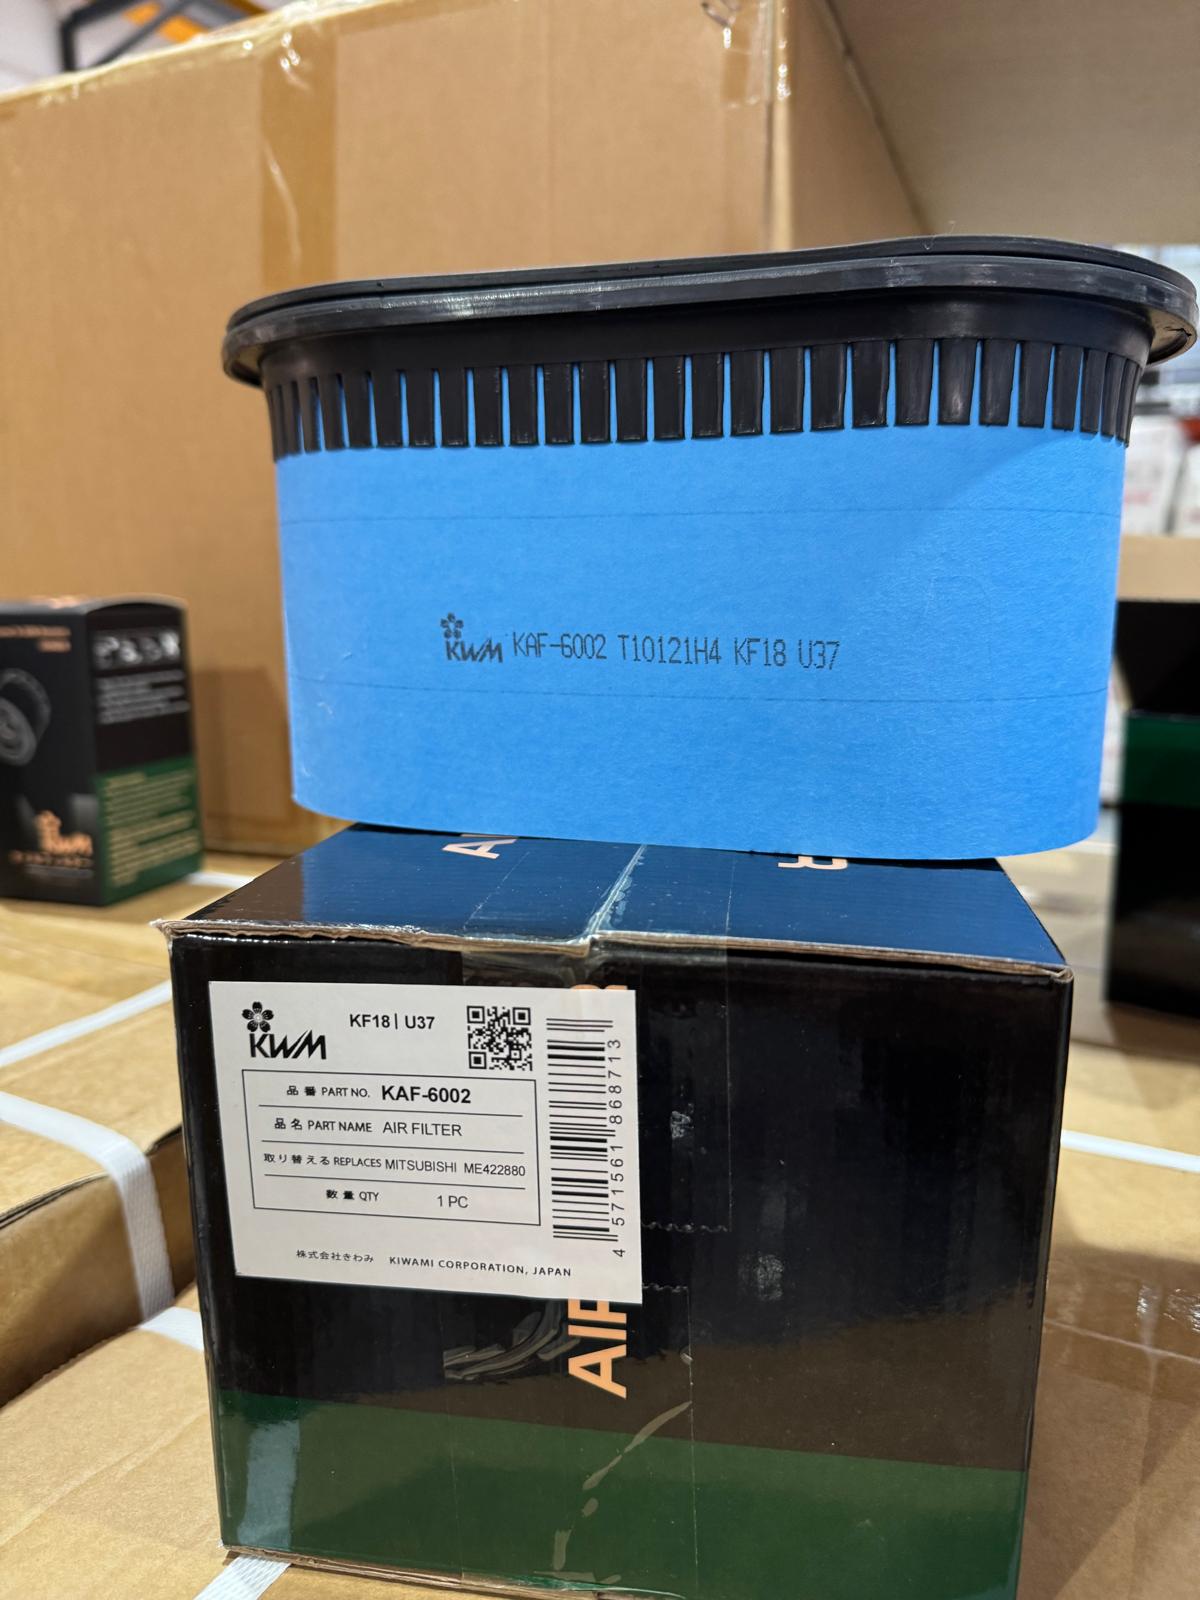 KWM KAF-6002 T10121H4 KF18 U37
KWM
KF18 | U37
品番 PART NO. KAF-6002
品名 PART NAME AIR FILTER
取り替える REPLACES MITSUBISHI ME422880
数量 QTY 1 PC
株式会社きわみ KIWAMI CORPORATION, JAPAN
4 571561 868713
AIR
KWM